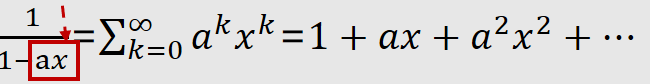 1/(1-ax) = ∑_{k=0}^{∞} a^k x^k = 1 + ax + a^2x^2 + ⋯